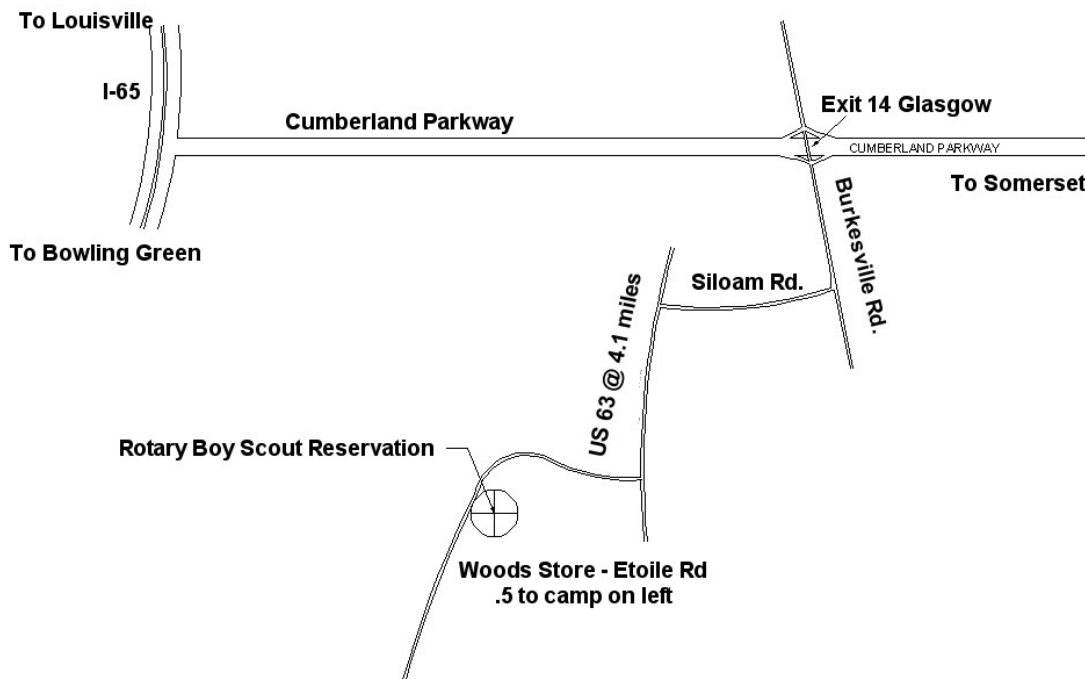 To Louisville
I-65
Exit 14 Glasgow
Cumberland Parkway
CUMBERLAND PARKWAY
To Somerset
To Bowling Green
Burkesville Rd.
Siloam Rd.
US 63 @ 4.1 miles
Rotary Boy Scout Reservation
Woods Store - Etoile Rd
.5 to camp on left